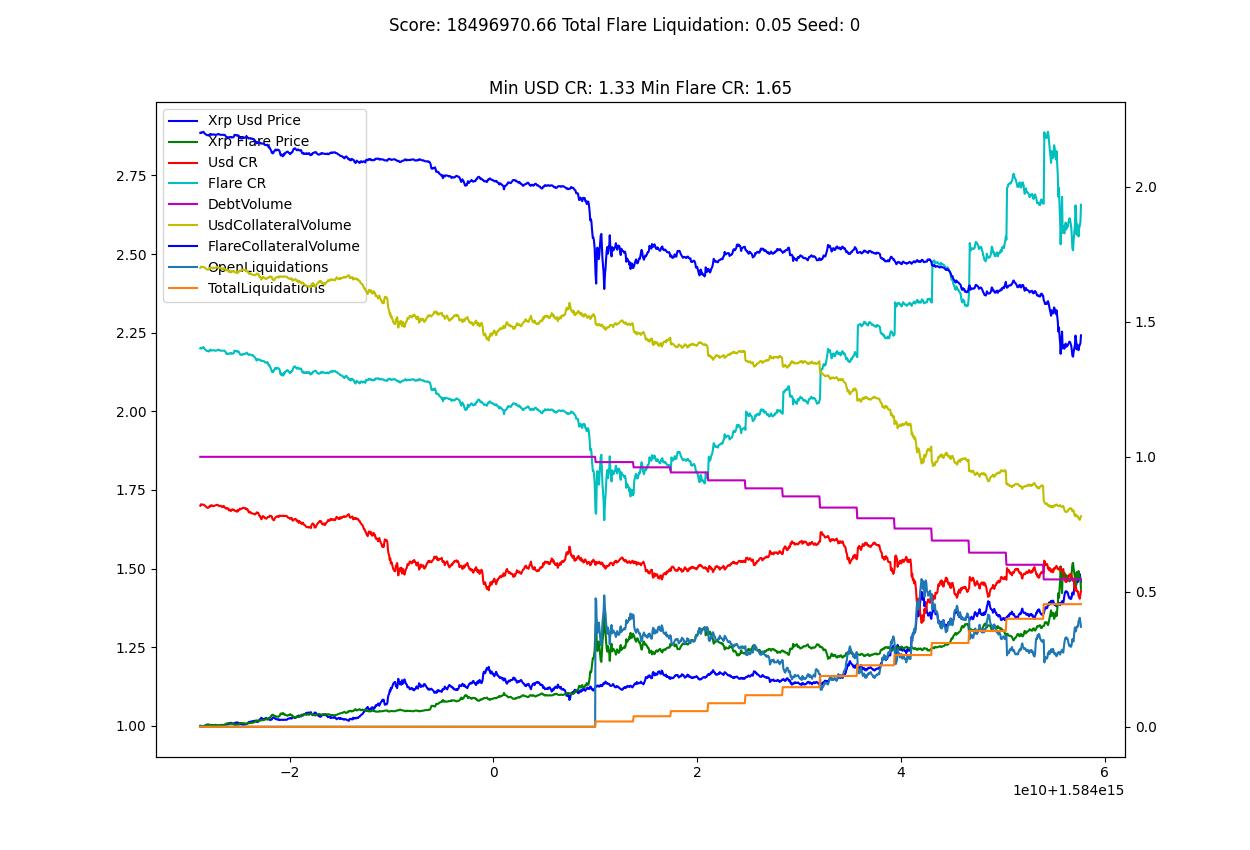 Score: 18496970.66 Total Flare Liquidation: 0.05 Seed: 0
Min USD CR: 1.33 Min Flare CR: 1.65
Xrp Usd Price
Xrp Flare Price
Usd CR
Flare CR
DebtVolume
UsdCollateralVolume
FlareCollateralVolume
OpenLiquidations
TotalLiquidations
2.75
2.50
2.25
2.00
1.75
1.50
1.25
1.00
2.0
1.5
1.0
0.5
0.0
−2 0 2 4 6
1e10+1.584e15